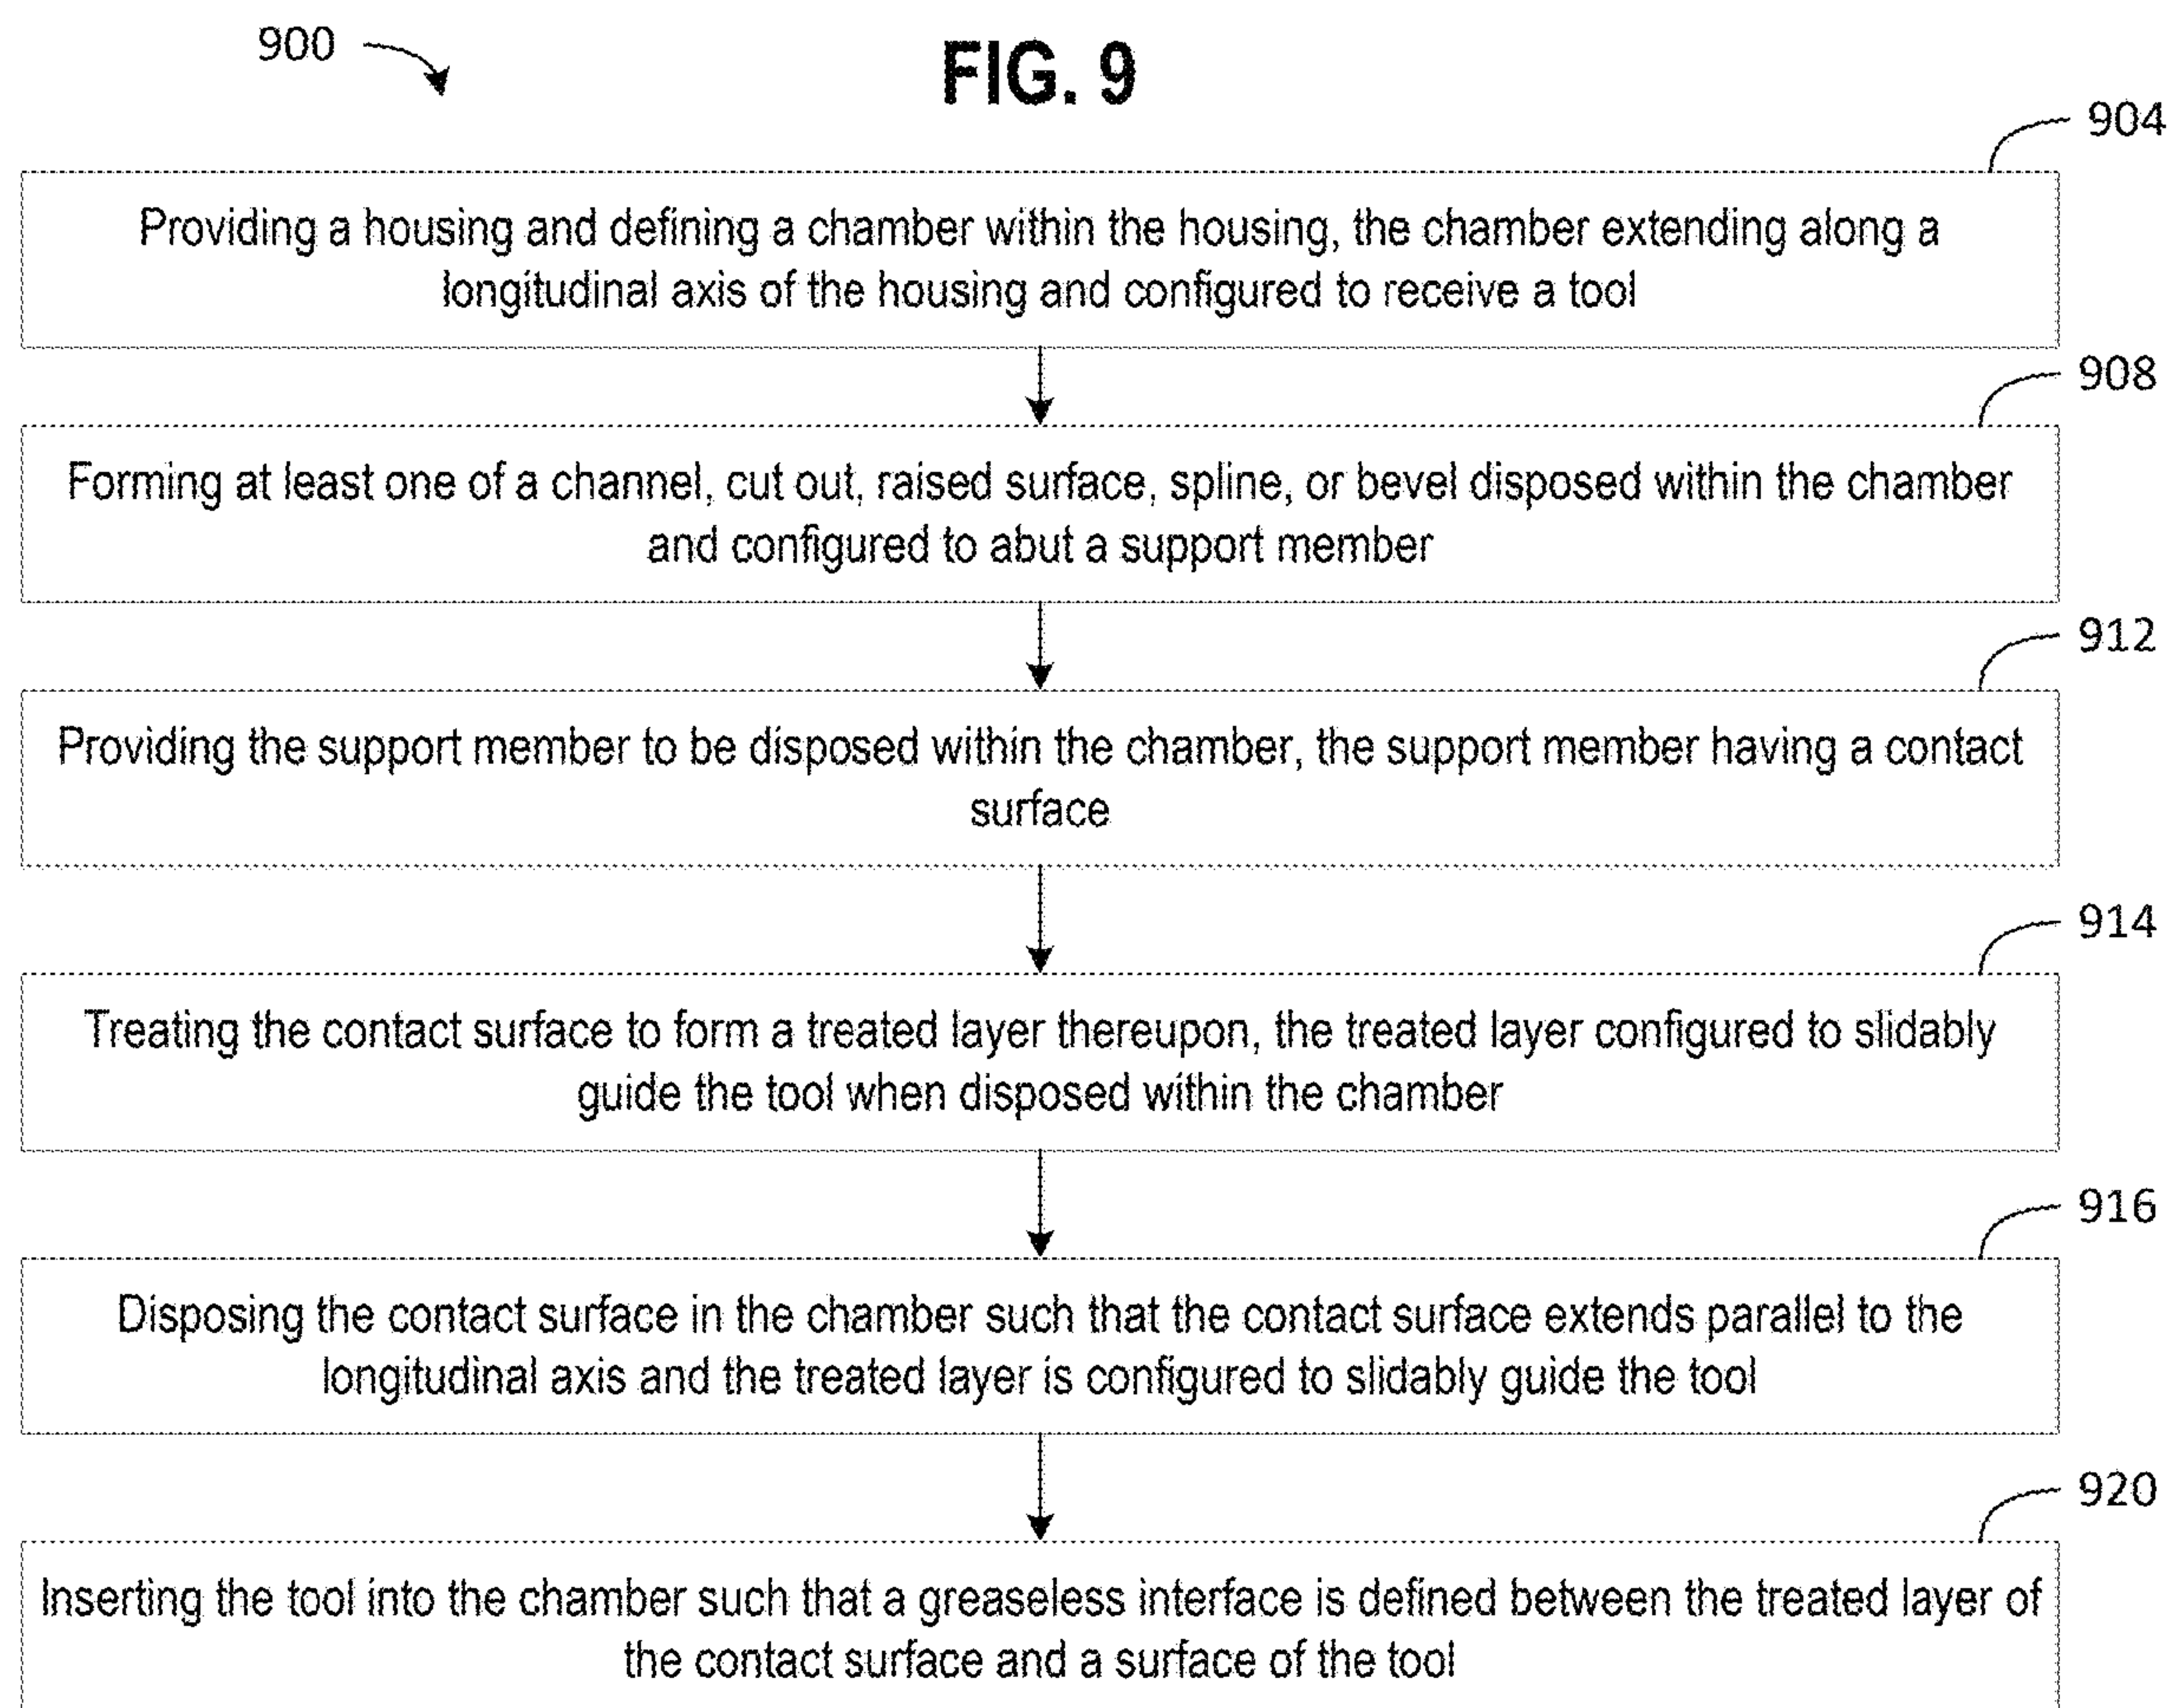 900
FIG. 9
904
Providing a housing and defining a chamber within the housing, the chamber extending along a
longitudinal axis of the housing and configured to receive a tool
908
Forming at least one of a channel, cut out, raised surface, spline, or bevel disposed within the chamber
and configured to abut a support member
912
Providing the support member to be disposed within the chamber, the support member having a contact
surface
914
Treating the contact surface to form a treated layer thereupon, the treated layer configured to slidably
guide the tool when disposed within the chamber
916
Disposing the contact surface in the chamber such that the contact surface extends parallel to the
longitudinal axis and the treated layer is configured to slidably guide the tool
920
Inserting the tool into the chamber such that a greaseless interface is defined between the treated layer of
the contact surface and a surface of the tool